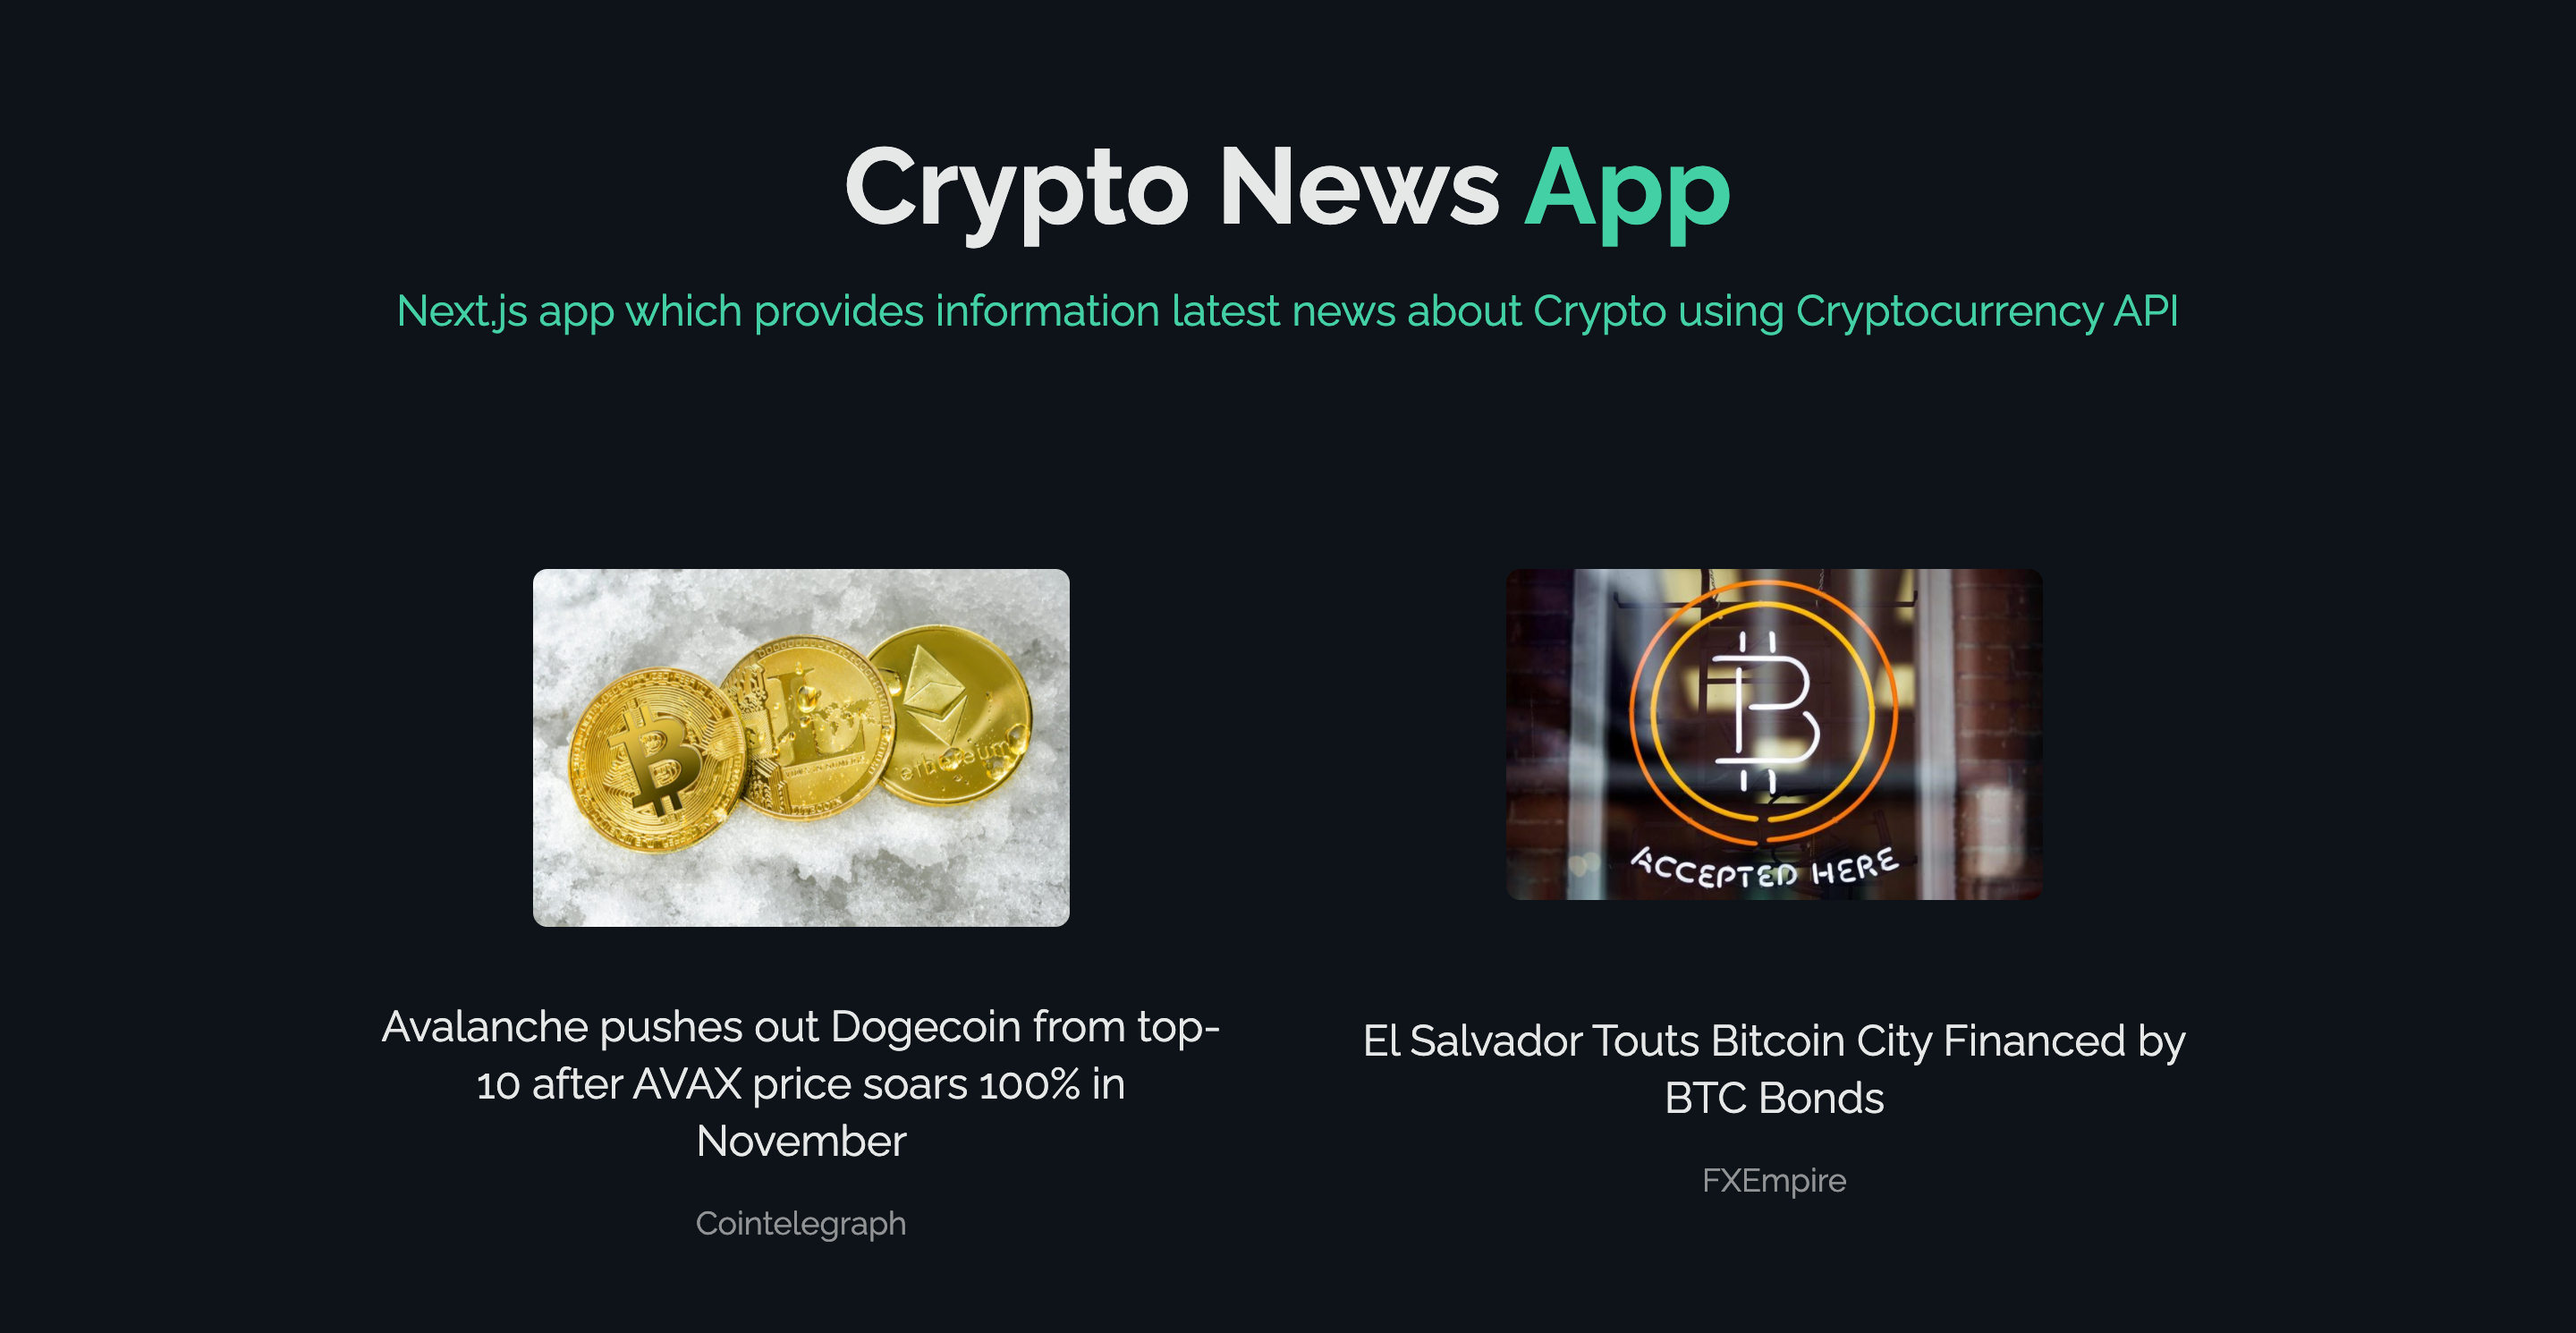 Crypto News App
Next.js app which provides information latest news about Crypto using Cryptocurrency API
ethereum
LITECOIN
ACCEPTED HERE
Avalanche pushes out Dogecoin from top-
10 after AVAX price soars 100% in
November
Cointelegraph
El Salvador Touts Bitcoin City Financed by
BTC Bonds
FXEmpire